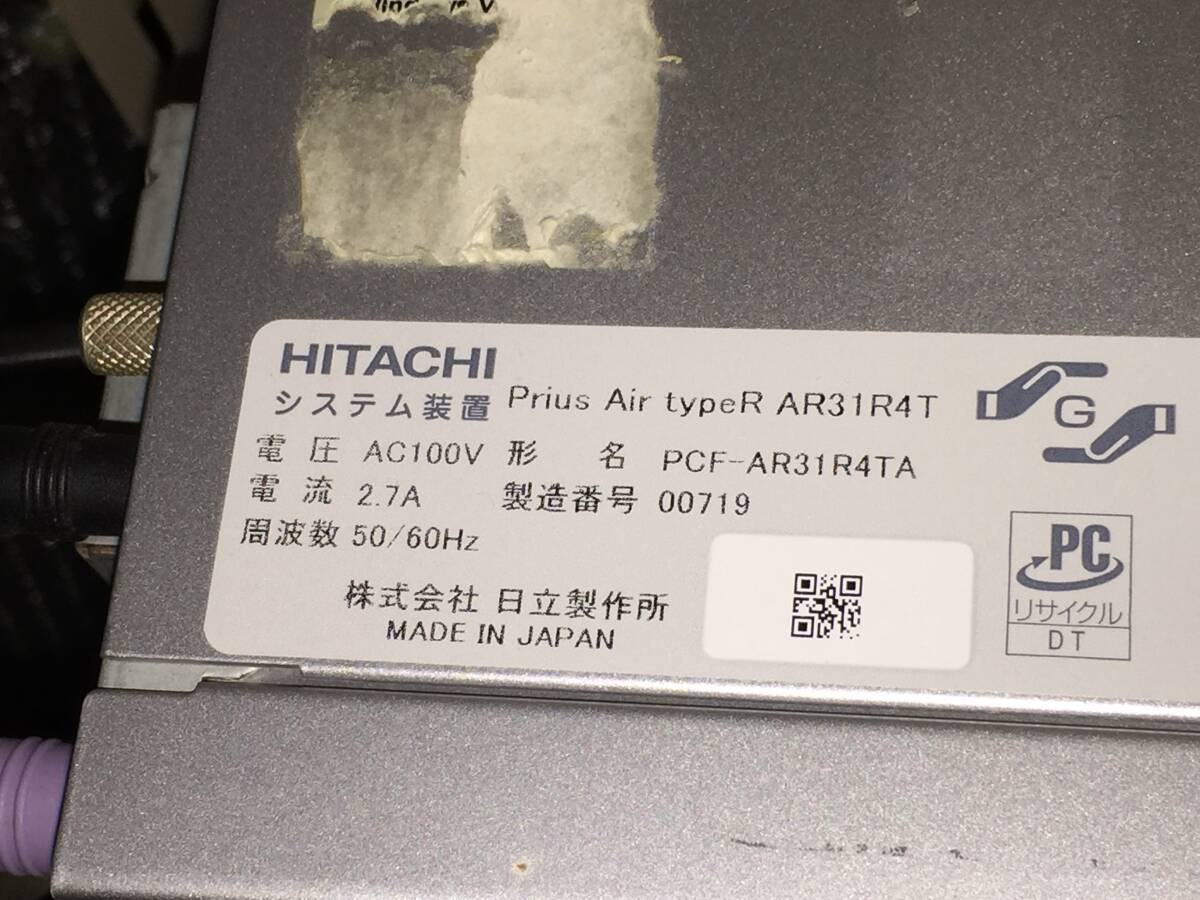 HITACHI
システム装置 Prius Air typeR AR31R4T
電 圧 AC100V 形 名 PCF-AR31R4TA
電 流 2.7A 製造番号 00719
周波数 50/60Hz
株式会社 日立製作所
MADE IN JAPAN
G
PC
リサイクル
DT